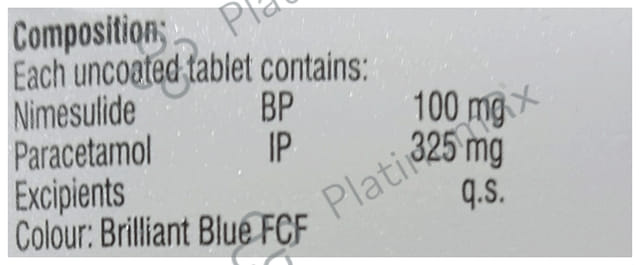 Composition:
Each uncoated tablet contains:
Nimesulide BP 100 mg
Paracetamol IP 325 mg
Excipients q.s.
Colour: Brilliant Blue FCF